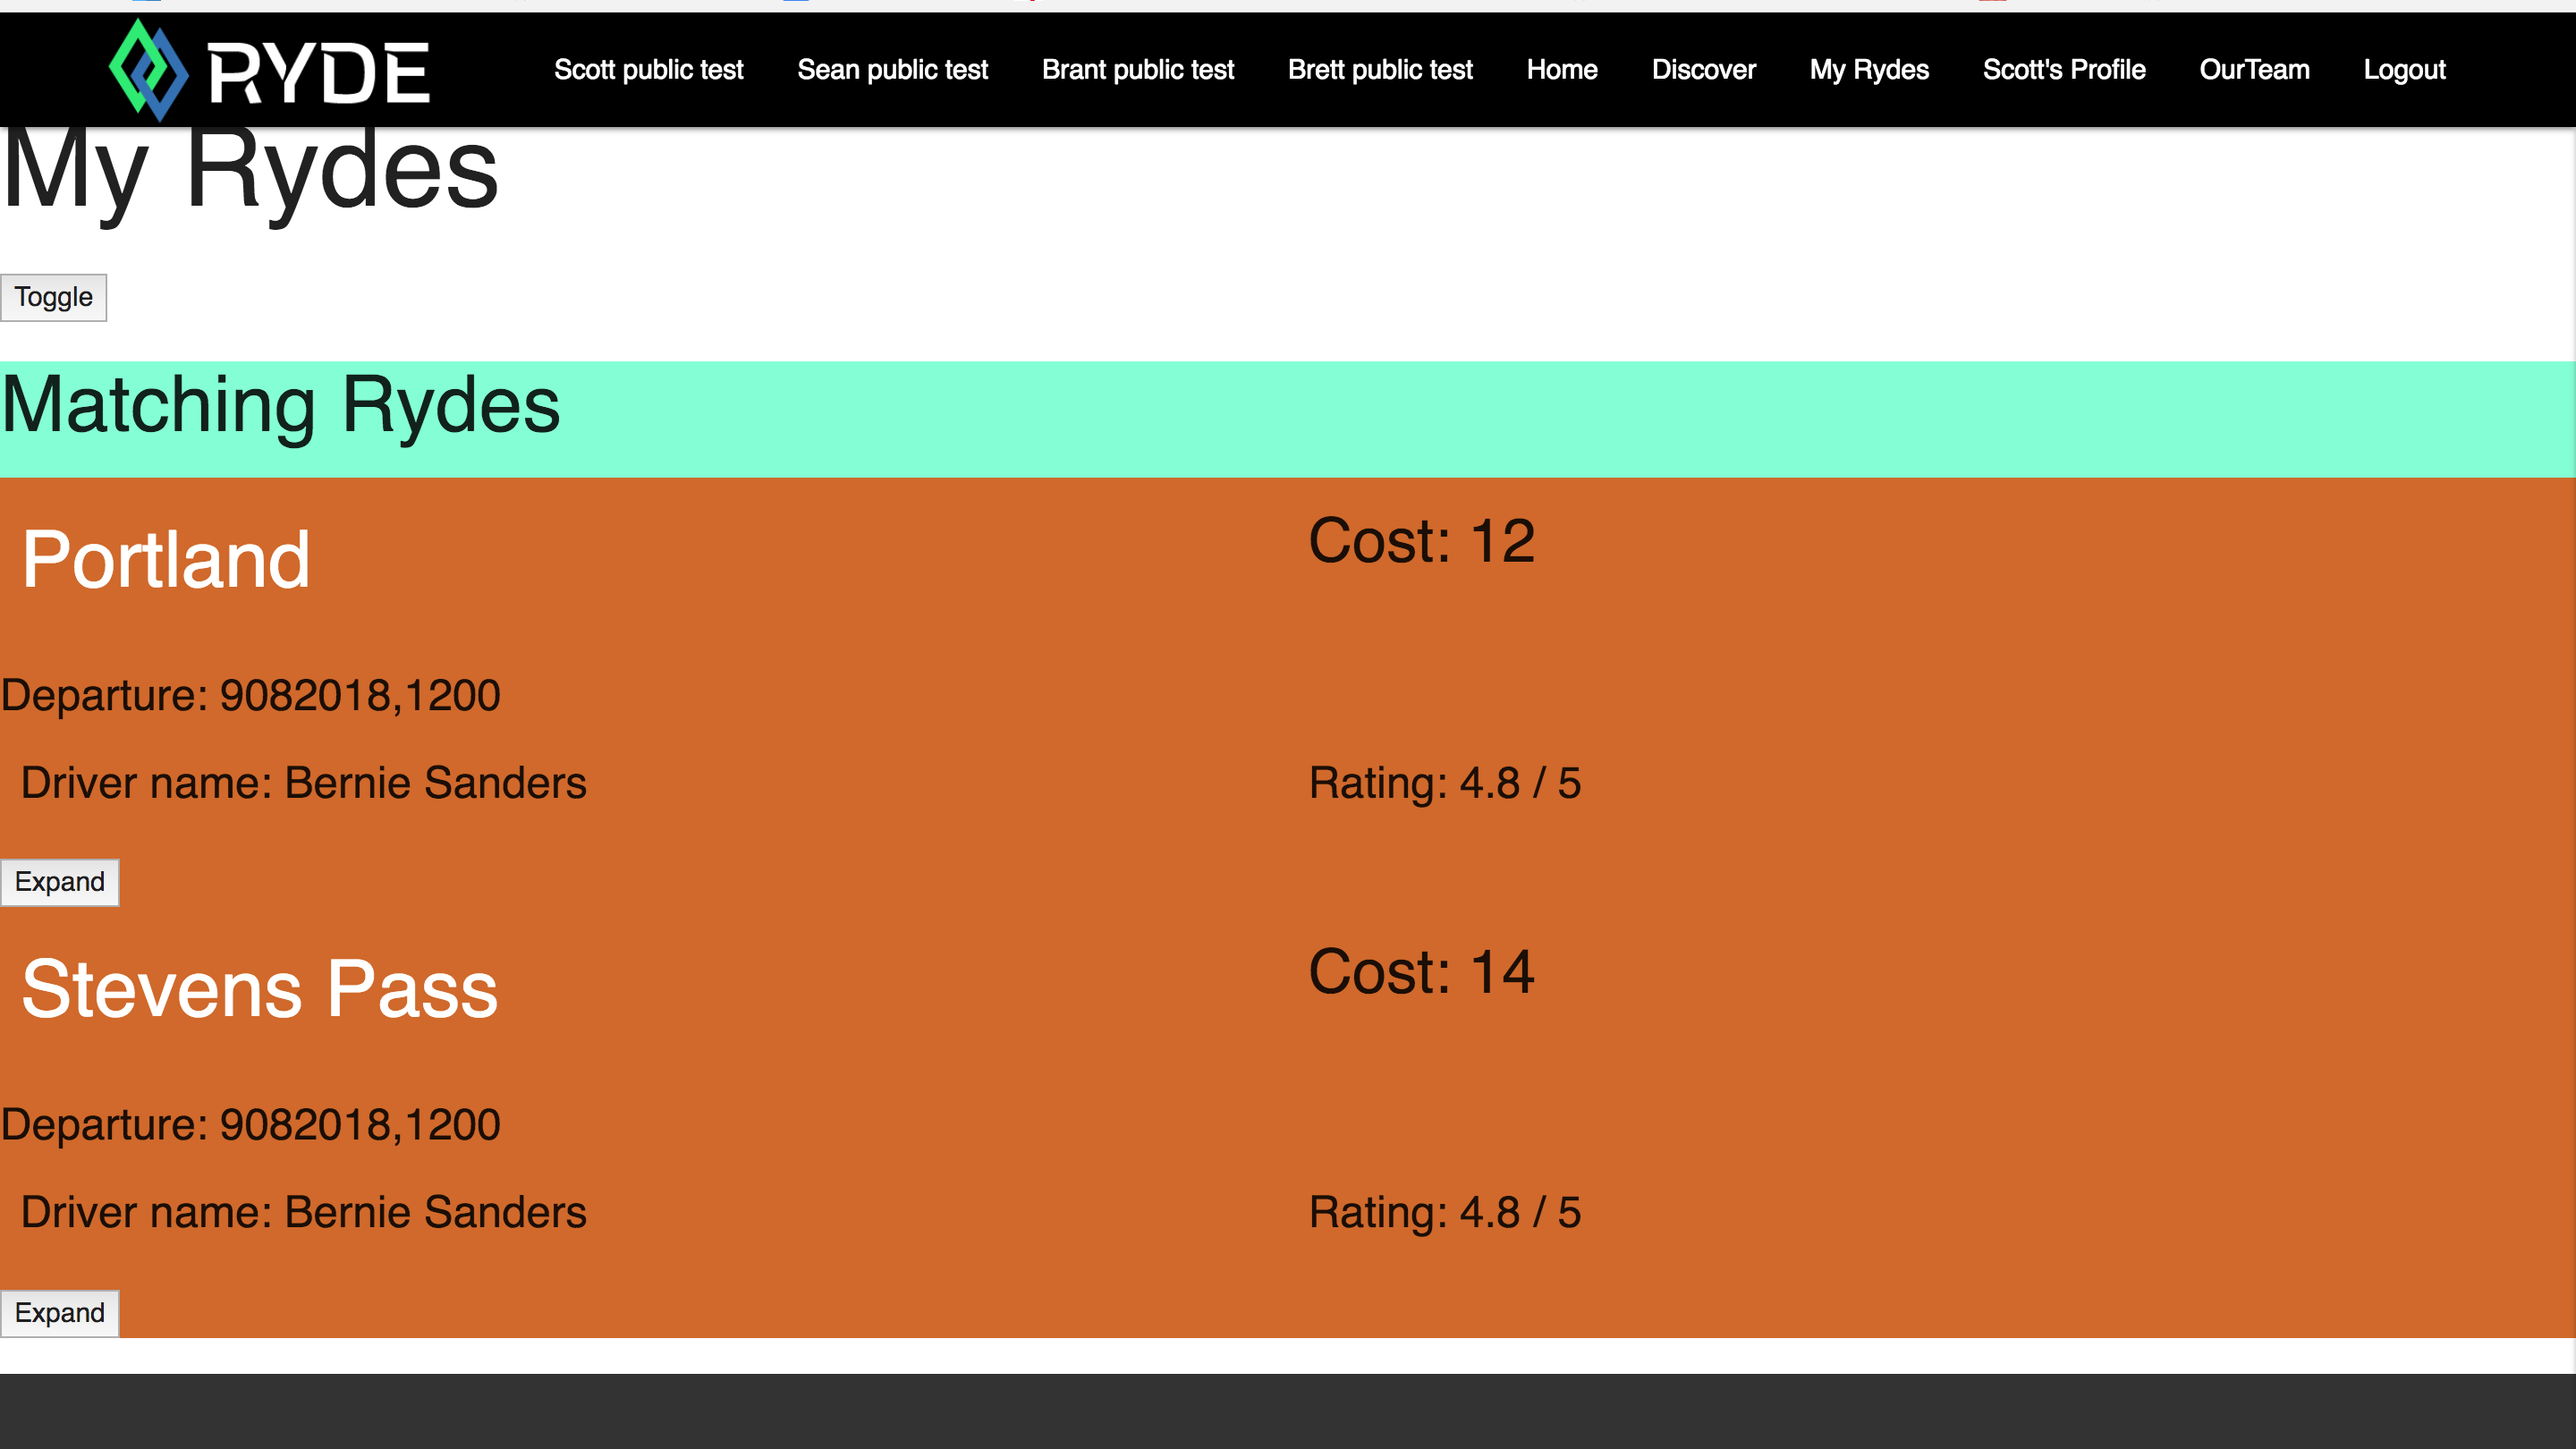 RYDE Scott public test Sean public test Brant public test Brett public test Home Discover My Rydes Scott's Profile OurTeam Logout
My Rydes
Toggle
Matching Rydes
Portland Cost: 12
Departure: 9082018,1200
Driver name: Bernie Sanders Rating: 4.8 / 5
Expand
Stevens Pass Cost: 14
Departure: 9082018,1200
Driver name: Bernie Sanders Rating: 4.8 / 5
Expand